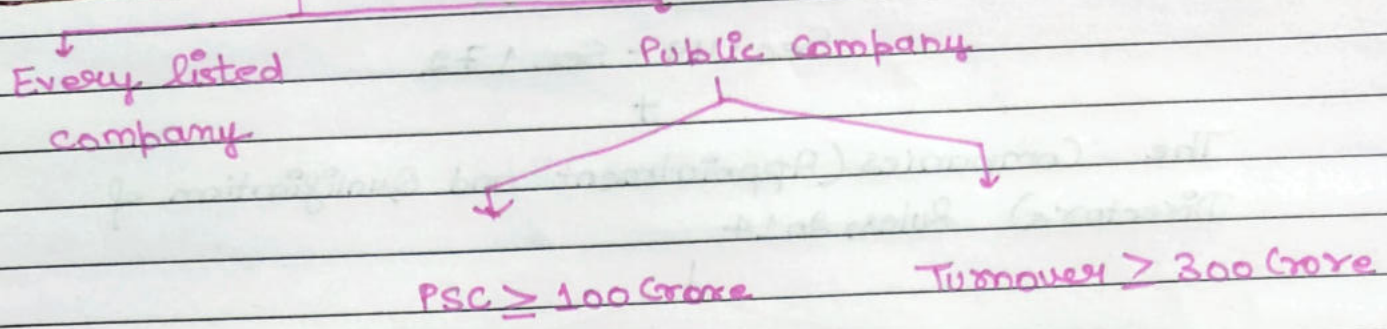 Every listed
company
Public company
PSC ≥ 100 Crore
Turnover ≥ 300 Crore